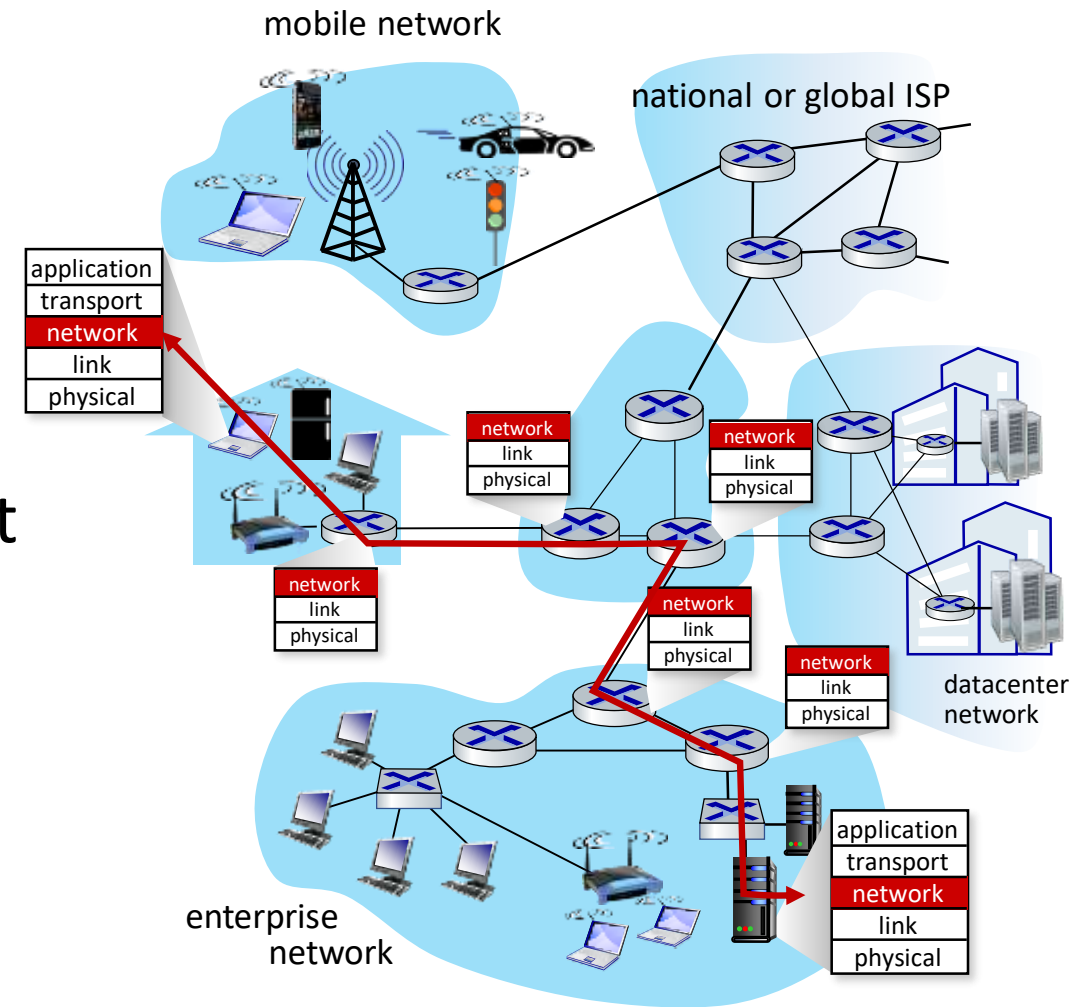 mobile network
national or global ISP
application
transport
network
link
physical
network
link
physical
network
link
physical
t
network
link
physical
network
link
physical
network
link
physical
datacenter
network
application
transport
network
link
physical
enterprise
network